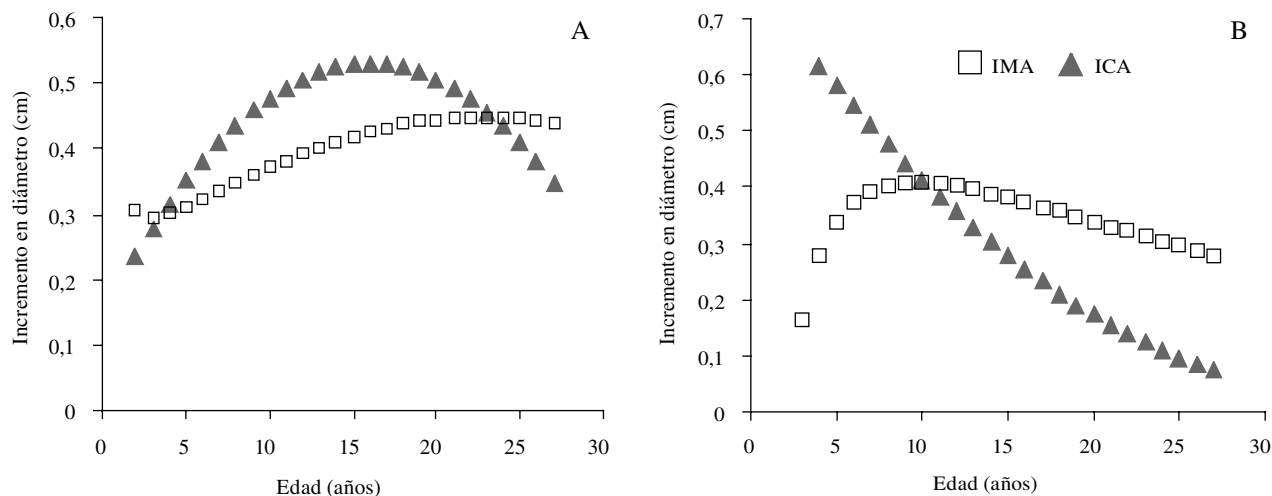 A
Incremento en diámetro (cm)
0,6
0,5
0,4
0,3
0,2
0,1
0
0 5 10 15 20 25 30
Edad (años)
B
IMA ICA
Incremento en diámetro (cm)
0,7
0,6
0,5
0,4
0,3
0,2
0,1
0
0 5 10 15 20 25 30
Edad (años)